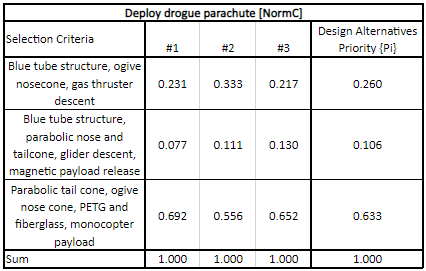 Deploy drogue parachute [NormC]
Selection Criteria #1 #2 #3 Design Alternatives
Priority {Pi}
Blue tube structure, ogive
nosecone, gas thruster
descent
0.231 0.333 0.217 0.260
Blue tube structure,
parabolic nose and
tailcone, glider descent,
magnetic payload release
0.077 0.111 0.130 0.106
Parabolic tail cone, ogive
nose cone, PETG and
fiberglass, monocopter
payload
0.692 0.556 0.652 0.633
Sum 1.000 1.000 1.000 1.000